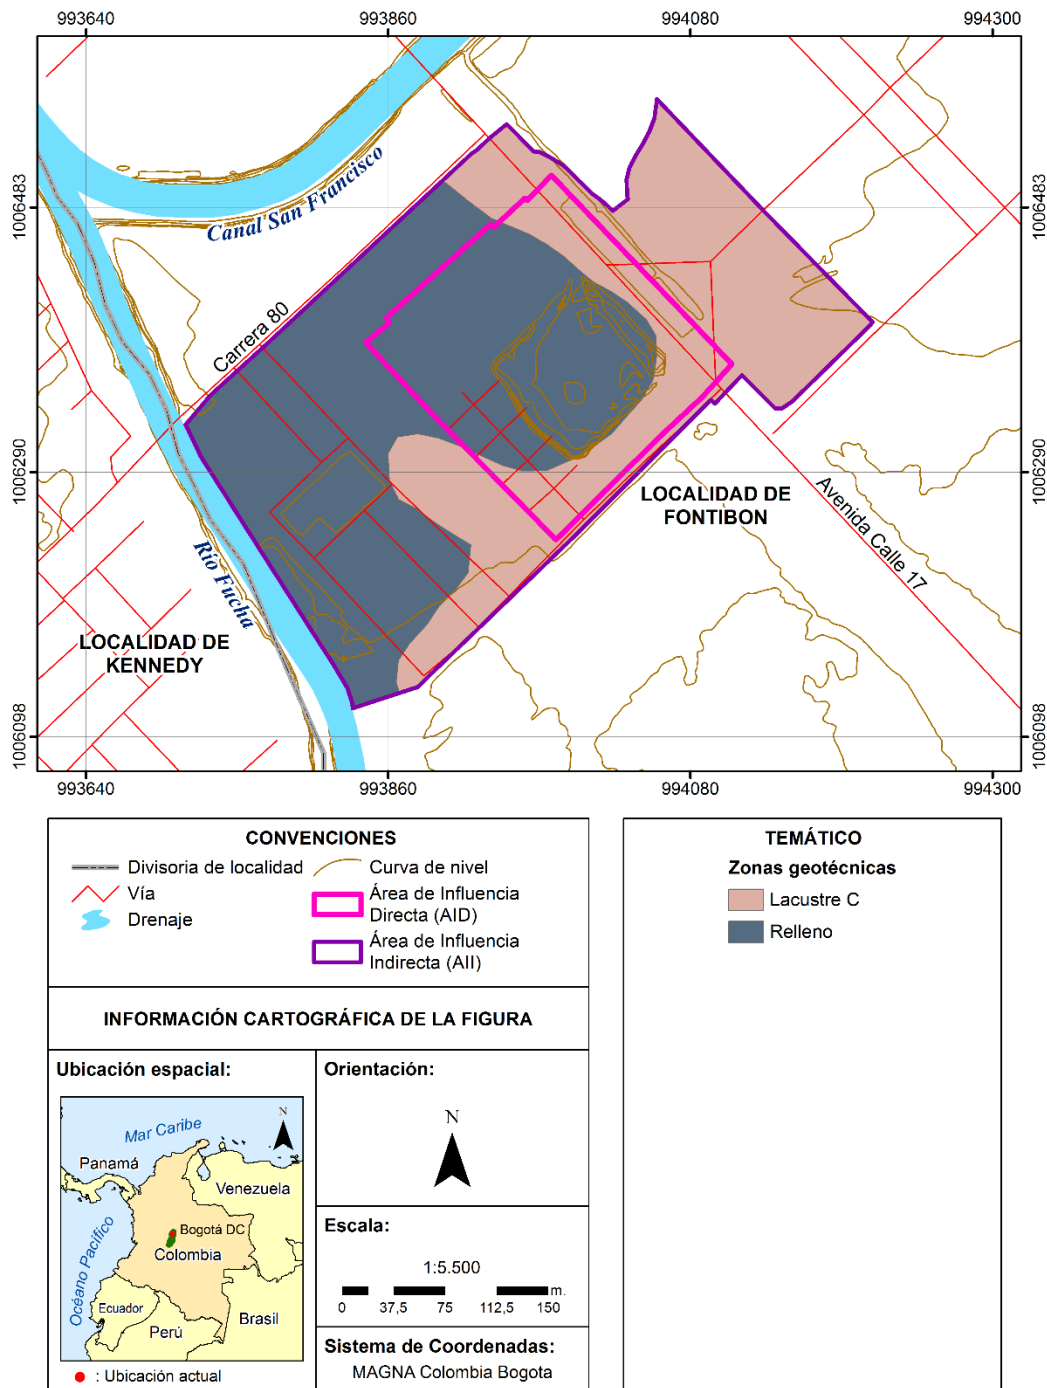 993640
993860
994080
994300
1006483
1006483
Canal San Francisco
Carrera 80
1006290
1006290
LOCALIDAD DE
FONTIBON
Avenida Calle 17
Río Fucha
LOCALIDAD DE
KENNEDY
1006098
1006098
993640
993860
994080
994300
CONVENCIONES
Divisoria de localidad
Vía
Drenaje
Curva de nivel
Área de Influencia
Directa (AID)
Área de Influencia
Indirecta (AII)
TEMÁTICO
Zonas geotécnicas
Lacustre C
Relleno
INFORMACIÓN CARTOGRÁFICA DE LA FIGURA
Ubicación espacial:
N
Mar Caribe
Panamá
Venezuela
Bogotá DC
Colombia
Océano Pacífico
Ecuador
Perú
Brasil
: Ubicación actual
Orientación:
N
Escala:
1:5.500
m.
0 37,5 75 112,5 150
Sistema de Coordenadas:
MAGNA Colombia Bogota